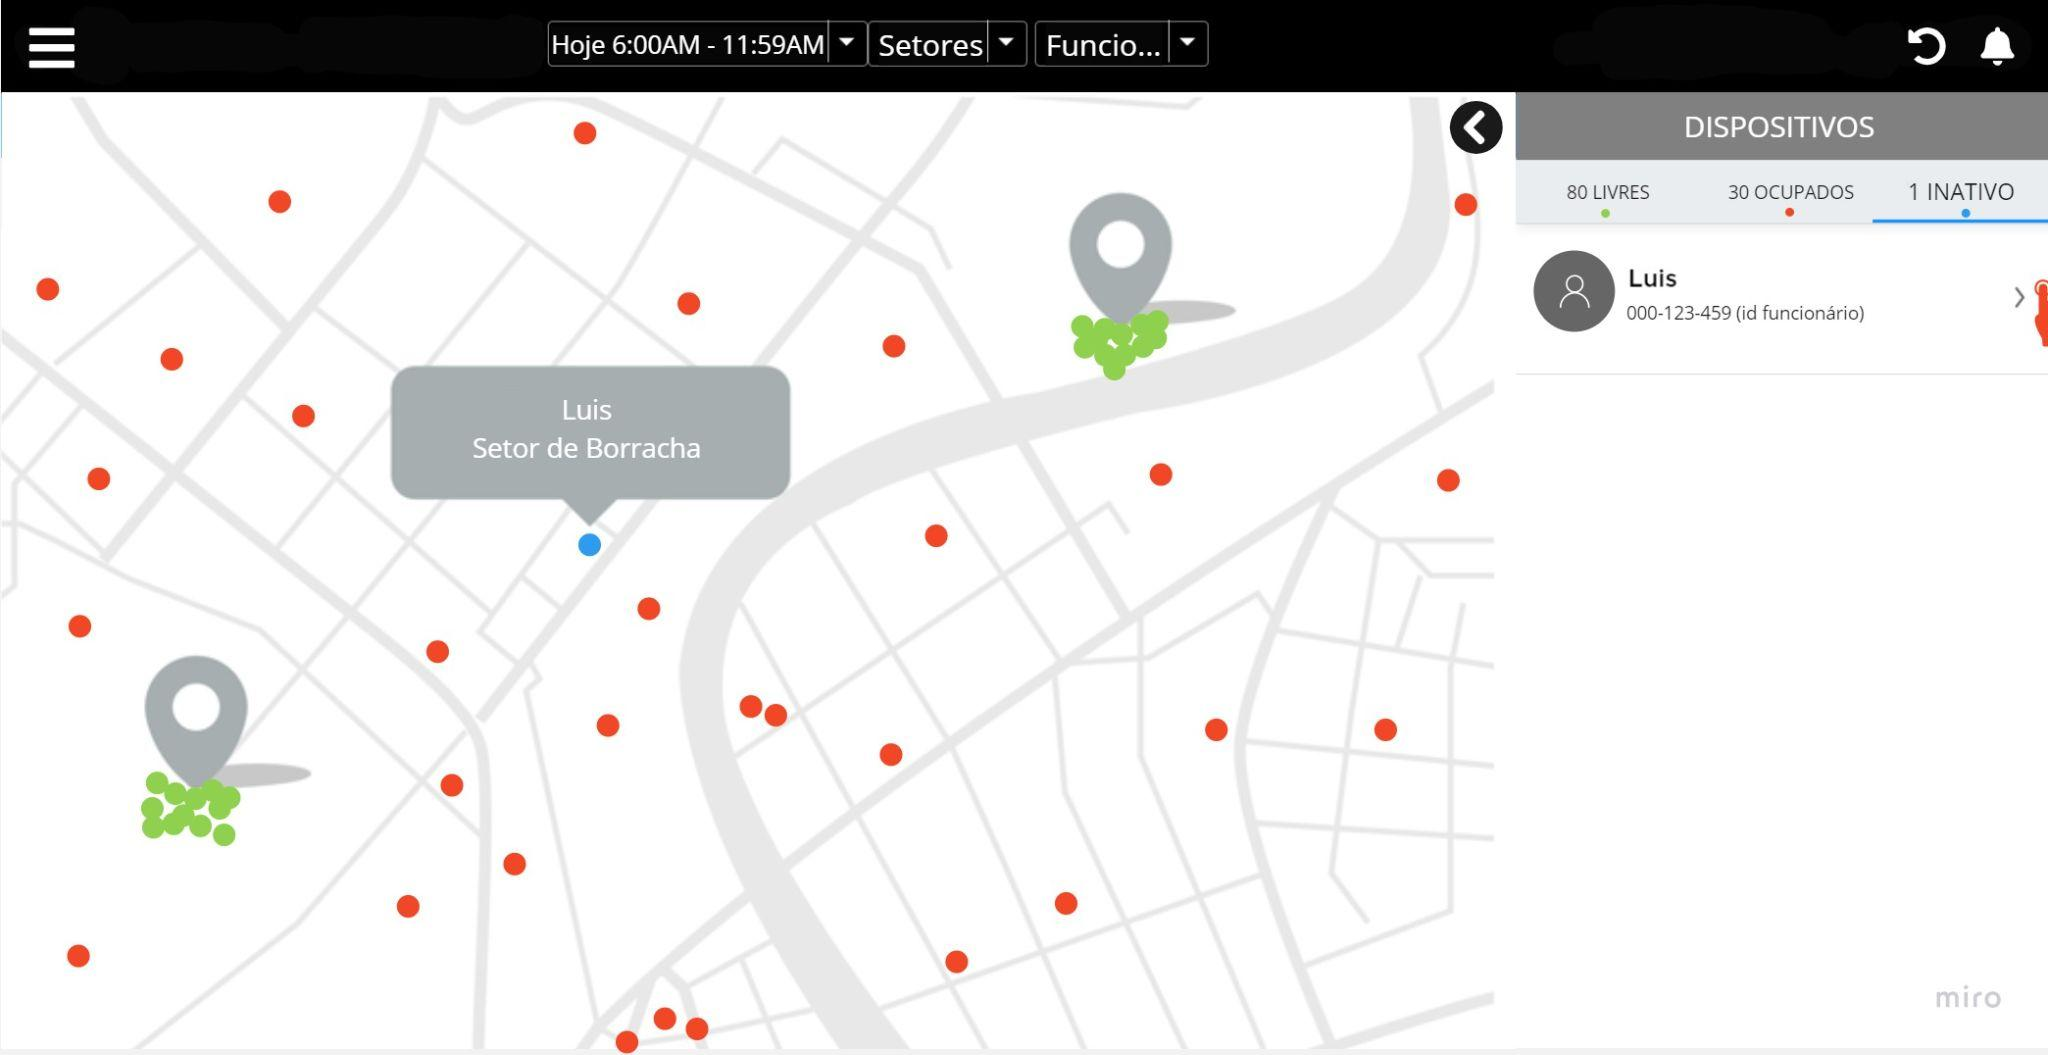 Hoje 6:00AM - 11:59AM
Setores
Funcio...
DISPOSITIVOS
80 LIVRES
30 OCUPADOS
1 INATIVO
Luis
000-123-459 (id funcionário)
Luis
Setor de Borracha
miro